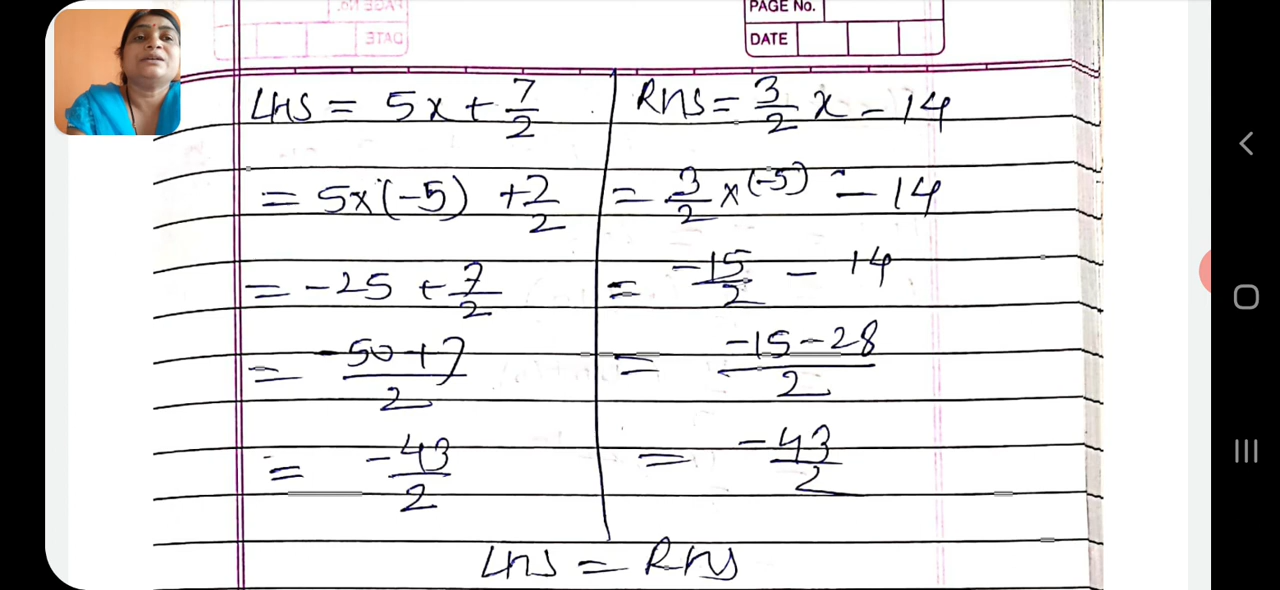 PAGE No.
DATE
LHS = 5x + 7/2
= 5×(-5) + 7/2
= -25 + 7/2
= -50+7/2
= -43/2
RHS = 3/2 x - 14
= 3/2 × (-5) - 14
= -15/2 - 14
= -15-28/2
= -43/2
LHS = RHS